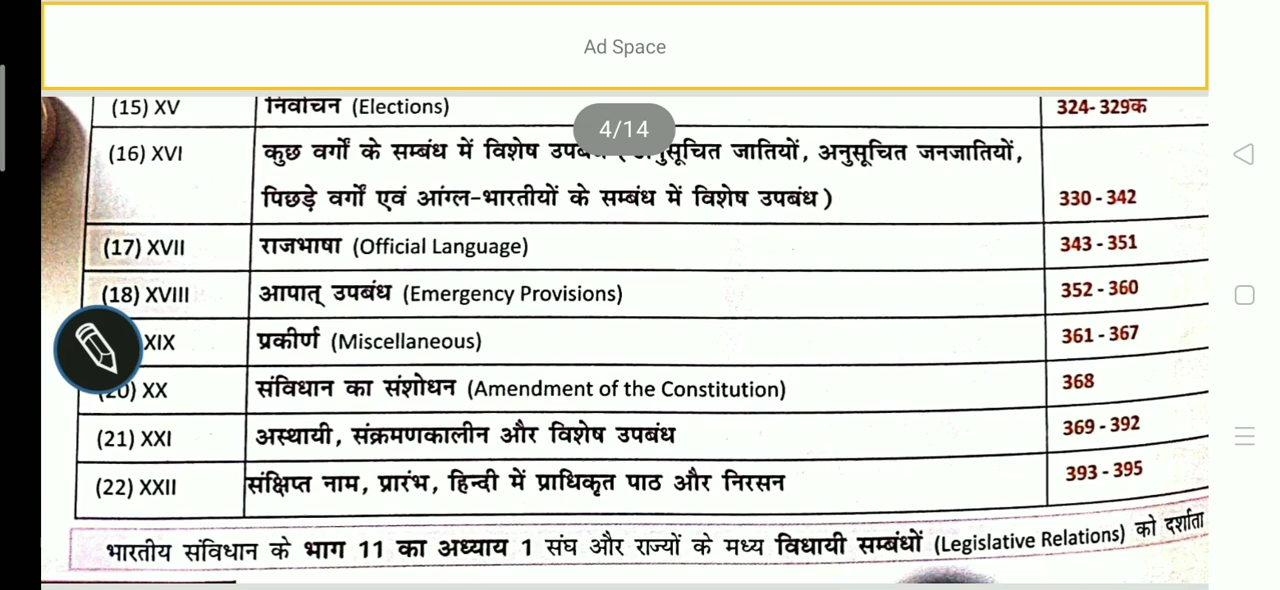 Ad Space
(15) XV निर्वाचन (Elections) 324-329क
4/14
(16) XVI कुछ वर्गों के सम्बंध में विशेष जातियों, अनुसूचित जनजातियों,
पिछड़े वर्गों एवं आंग्ल-भारतीयों के सम्बंध में विशेष उपबंध ) 330 - 342
(17) XVII राजभाषा (Official Language) 343 - 351
(18) XVIII आपात् उपबंध (Emergency Provisions) 352 - 360
XIX प्रकीर्ण (Miscellaneous) 361 - 367
(20) XX संविधान का संशोधन (Amendment of the Constitution) 368
(21) XXI अस्थायी, संक्रमणकालीन और विशेष उपबंध 369 - 392
(22) XXII संक्षिप्त नाम, प्रारंभ, हिन्दी में प्राधिकृत पाठ और निरसन 393 - 395
भारतीय संविधान के भाग 11 का अध्याय 1 संघ और राज्यों के मध्य विधायी सम्बंधों (Legislative Relations) को दर्शाता